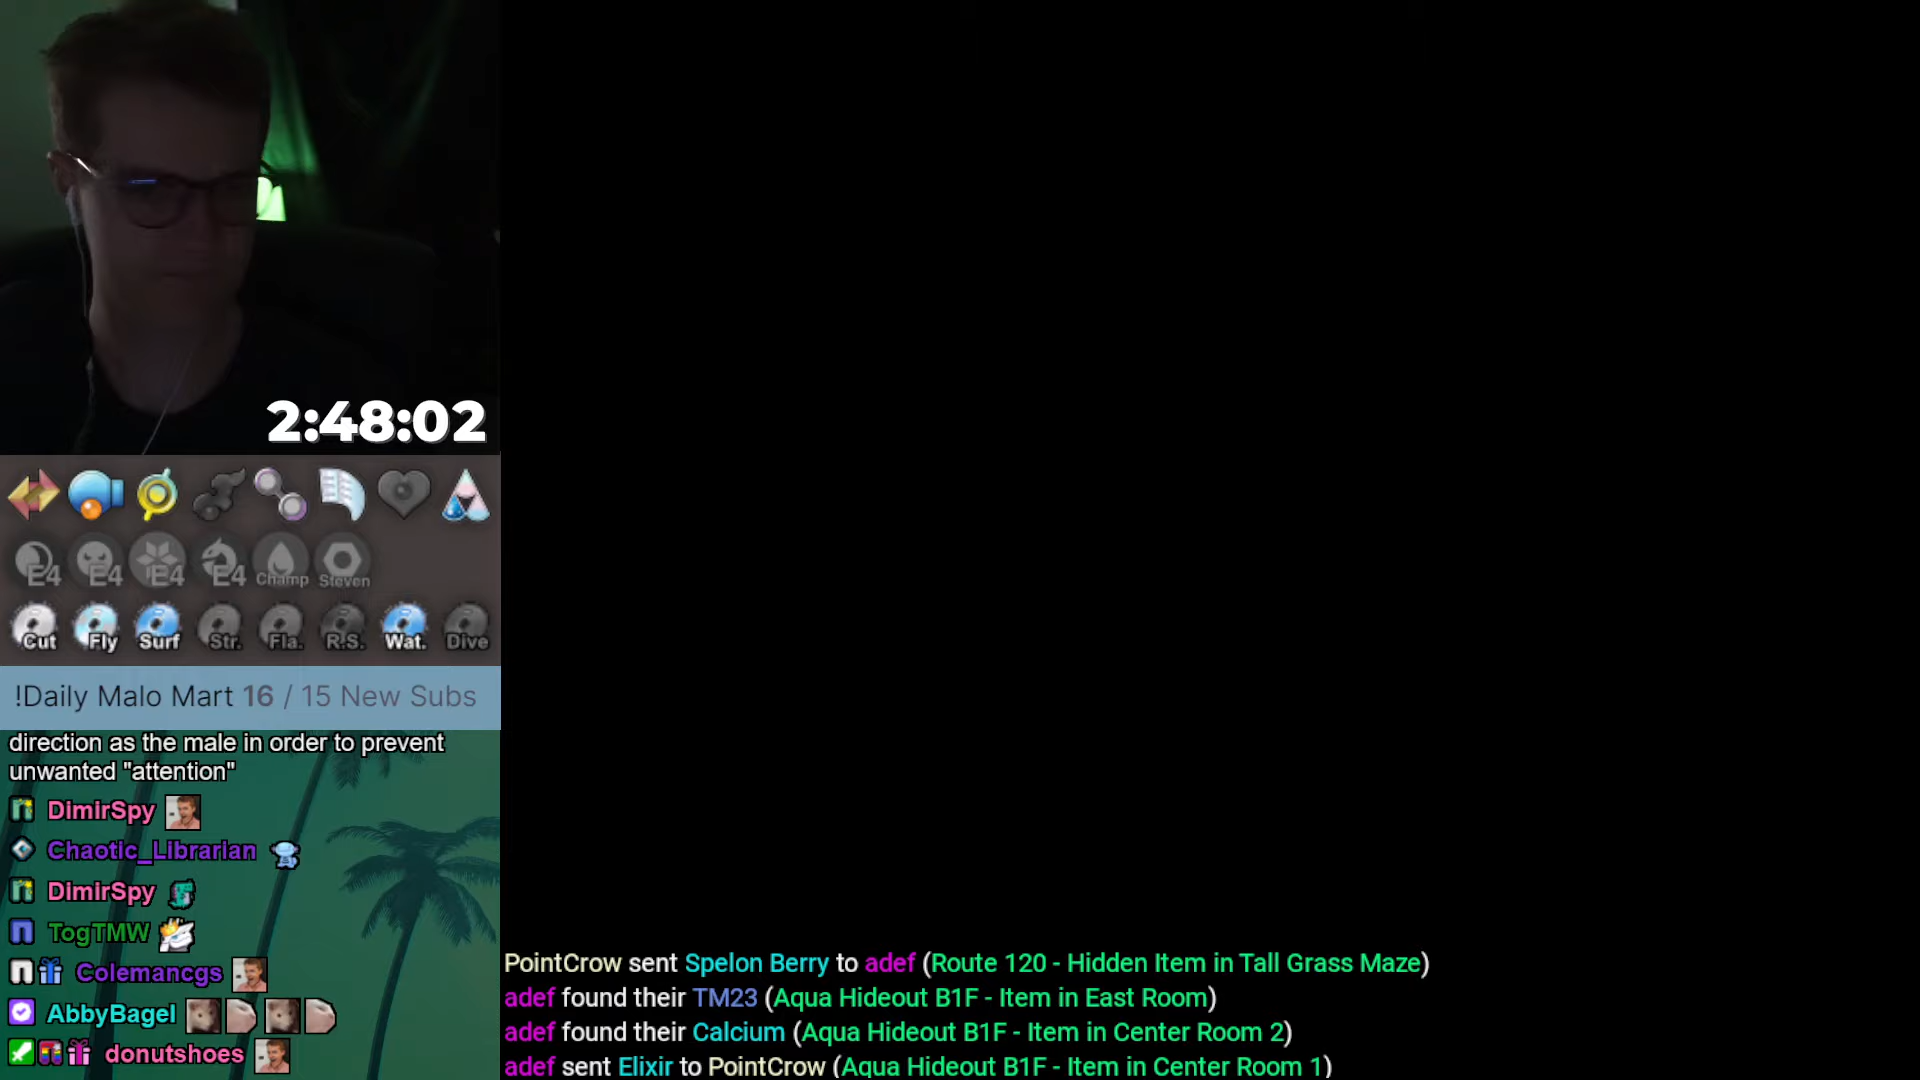 2:48:02
E4 E4 E4 E4 Champ Steven
Cut Fly Surf Str. Fla. R.S. Wat. Dive
!Daily Malo Mart 16 / 15 New Subs
direction as the male in order to prevent
unwanted "attention"
DimirSpy
Chaotic_Librarian
DimirSpy
TogTMW
Colemancgs
AbbyBagel
donutshoes
PointCrow sent Spelon Berry to adef (Route 120 - Hidden Item in Tall Grass Maze)
adef found their TM23 (Aqua Hideout B1F - Item in East Room)
adef found their Calcium (Aqua Hideout B1F - Item in Center Room 2)
adef sent Elixir to PointCrow (Aqua Hideout B1F - Item in Center Room 1)